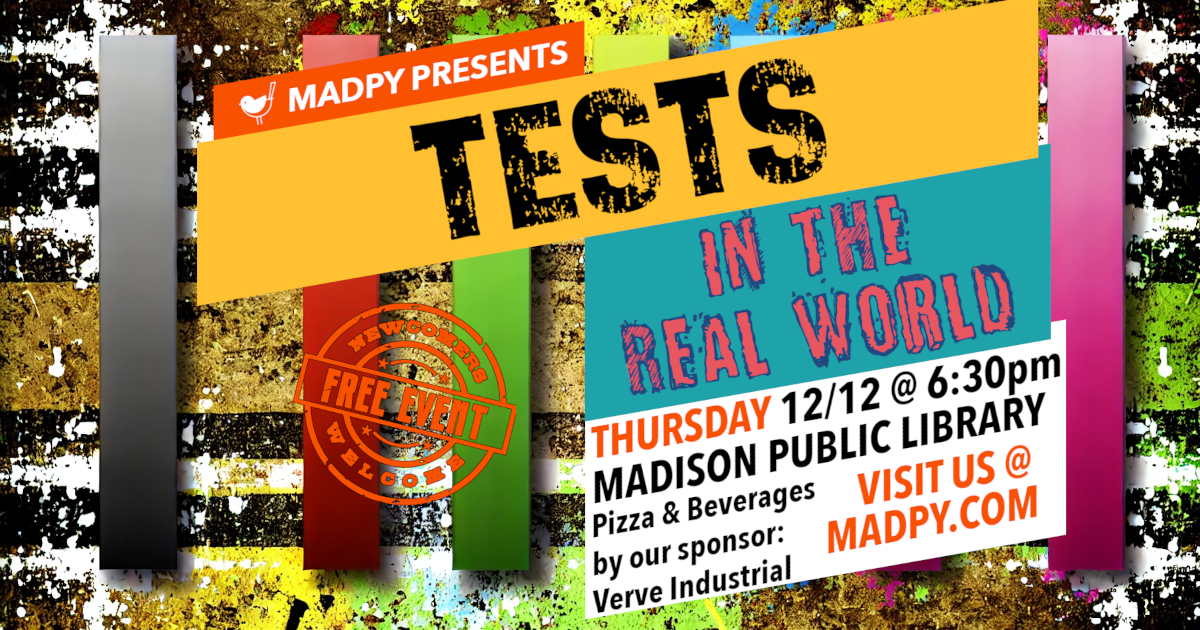 MADPY PRESENTS
TESTS
IN THE
REAL WORLD
NEWCOMERS
FREE EVENT
WELCOME
THURSDAY 12/12 @ 6:30pm
MADISON PUBLIC LIBRARY
Pizza & Beverages
by our sponsor:
Verve Industrial
VISIT US @
MADPY.COM